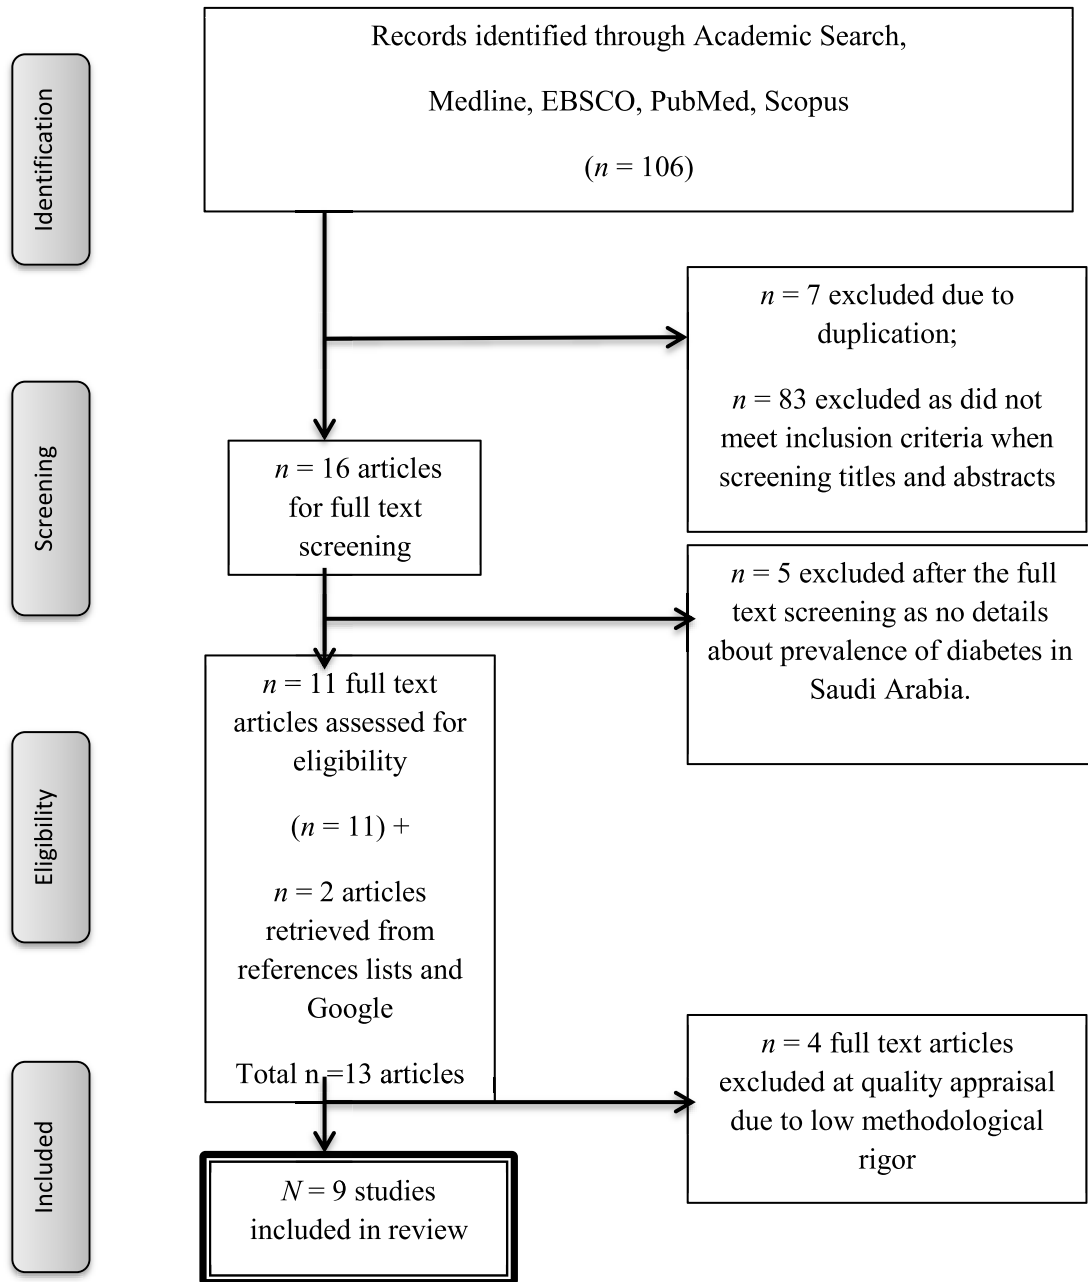 Identification
Records identified through Academic Search,
Medline, EBSCO, PubMed, Scopus
(n = 106)
n = 7 excluded due to
duplication;
n = 83 excluded as did not
meet inclusion criteria when
screening titles and abstracts
Screening
n = 16 articles
for full text
screening
n = 5 excluded after the full
text screening as no details
about prevalence of diabetes in
Saudi Arabia.
Eligibility
n = 11 full text
articles assessed for
eligibility
(n = 11) +
n = 2 articles
retrieved from
references lists and
Google
Total n =13 articles
n = 4 full text articles
excluded at quality appraisal
due to low methodological
rigor
Included
N = 9 studies
included in review